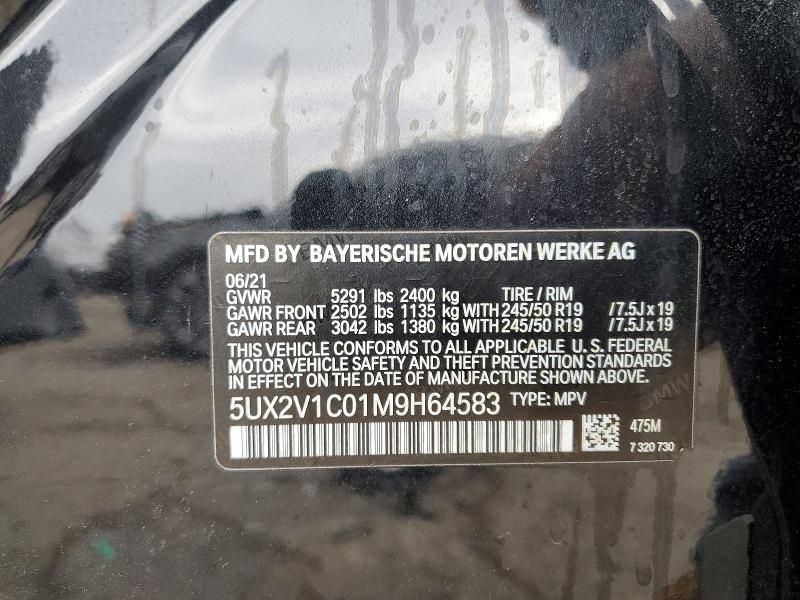 MFD BY BAYERISCHE MOTOREN WERKE AG
06/21
GVWR 5291 lbs 2400 kg TIRE / RIM
GAWR FRONT 2502 lbs 1135 kg WITH 245/50 R19 /7.5J x 19
GAWR REAR 3042 lbs 1380 kg WITH 245/50 R19 /7.5J x 19
THIS VEHICLE CONFORMS TO ALL APPLICABLE U. S. FEDERAL
MOTOR VEHICLE SAFETY AND THEFT PREVENTION STANDARDS
IN EFFECT ON THE DATE OF MANUFACTURE SHOWN ABOVE.
5UX2V1C01M9H64583 TYPE: MPV
475M
7 320 730